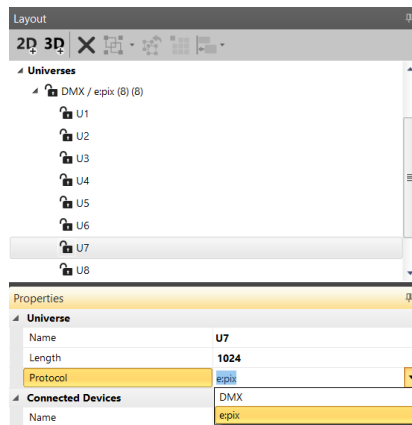 Layout
2D 3D
Universes
DMX / e:pix (8) (8)
U1
U2
U3
U4
U5
U6
U7
U8
Properties
Universe
Name U7
Length 1024
Protocol e:pix
Connected Devices DMX
Name e:pix